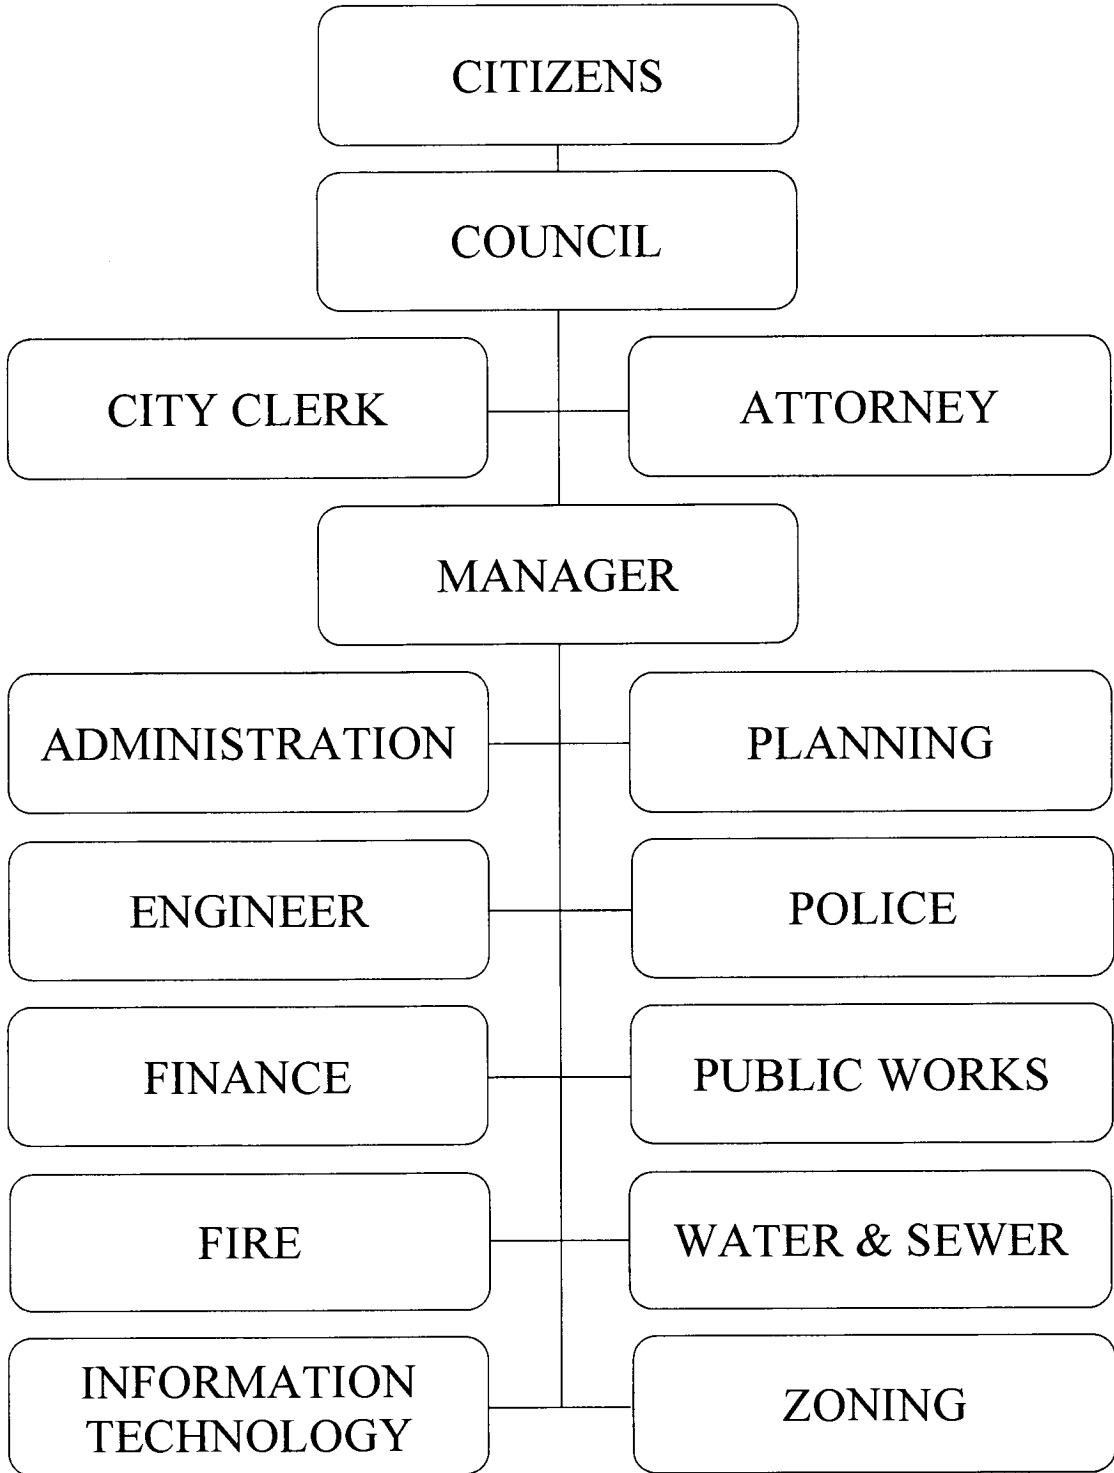 CITIZENS
COUNCIL
CITY CLERK
ATTORNEY
MANAGER
ADMINISTRATION
PLANNING
ENGINEER
POLICE
FINANCE
PUBLIC WORKS
FIRE
WATER & SEWER
INFORMATION
TECHNOLOGY
ZONING